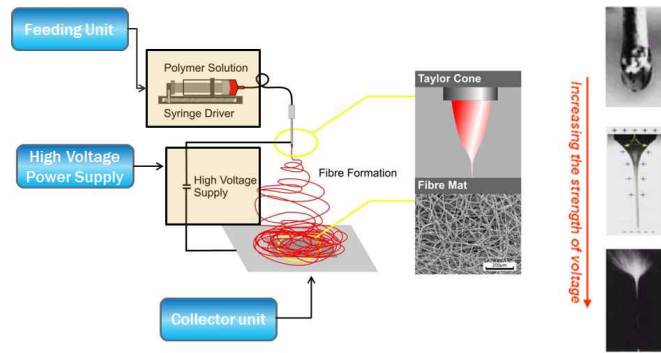 Feeding Unit
Polymer Solution
Syringe Driver
High Voltage
Power Supply
High Voltage
Supply
Fibre Formation
Collector unit
Taylor Cone
Fibre Mat
200µm
Increasing the strength of voltage